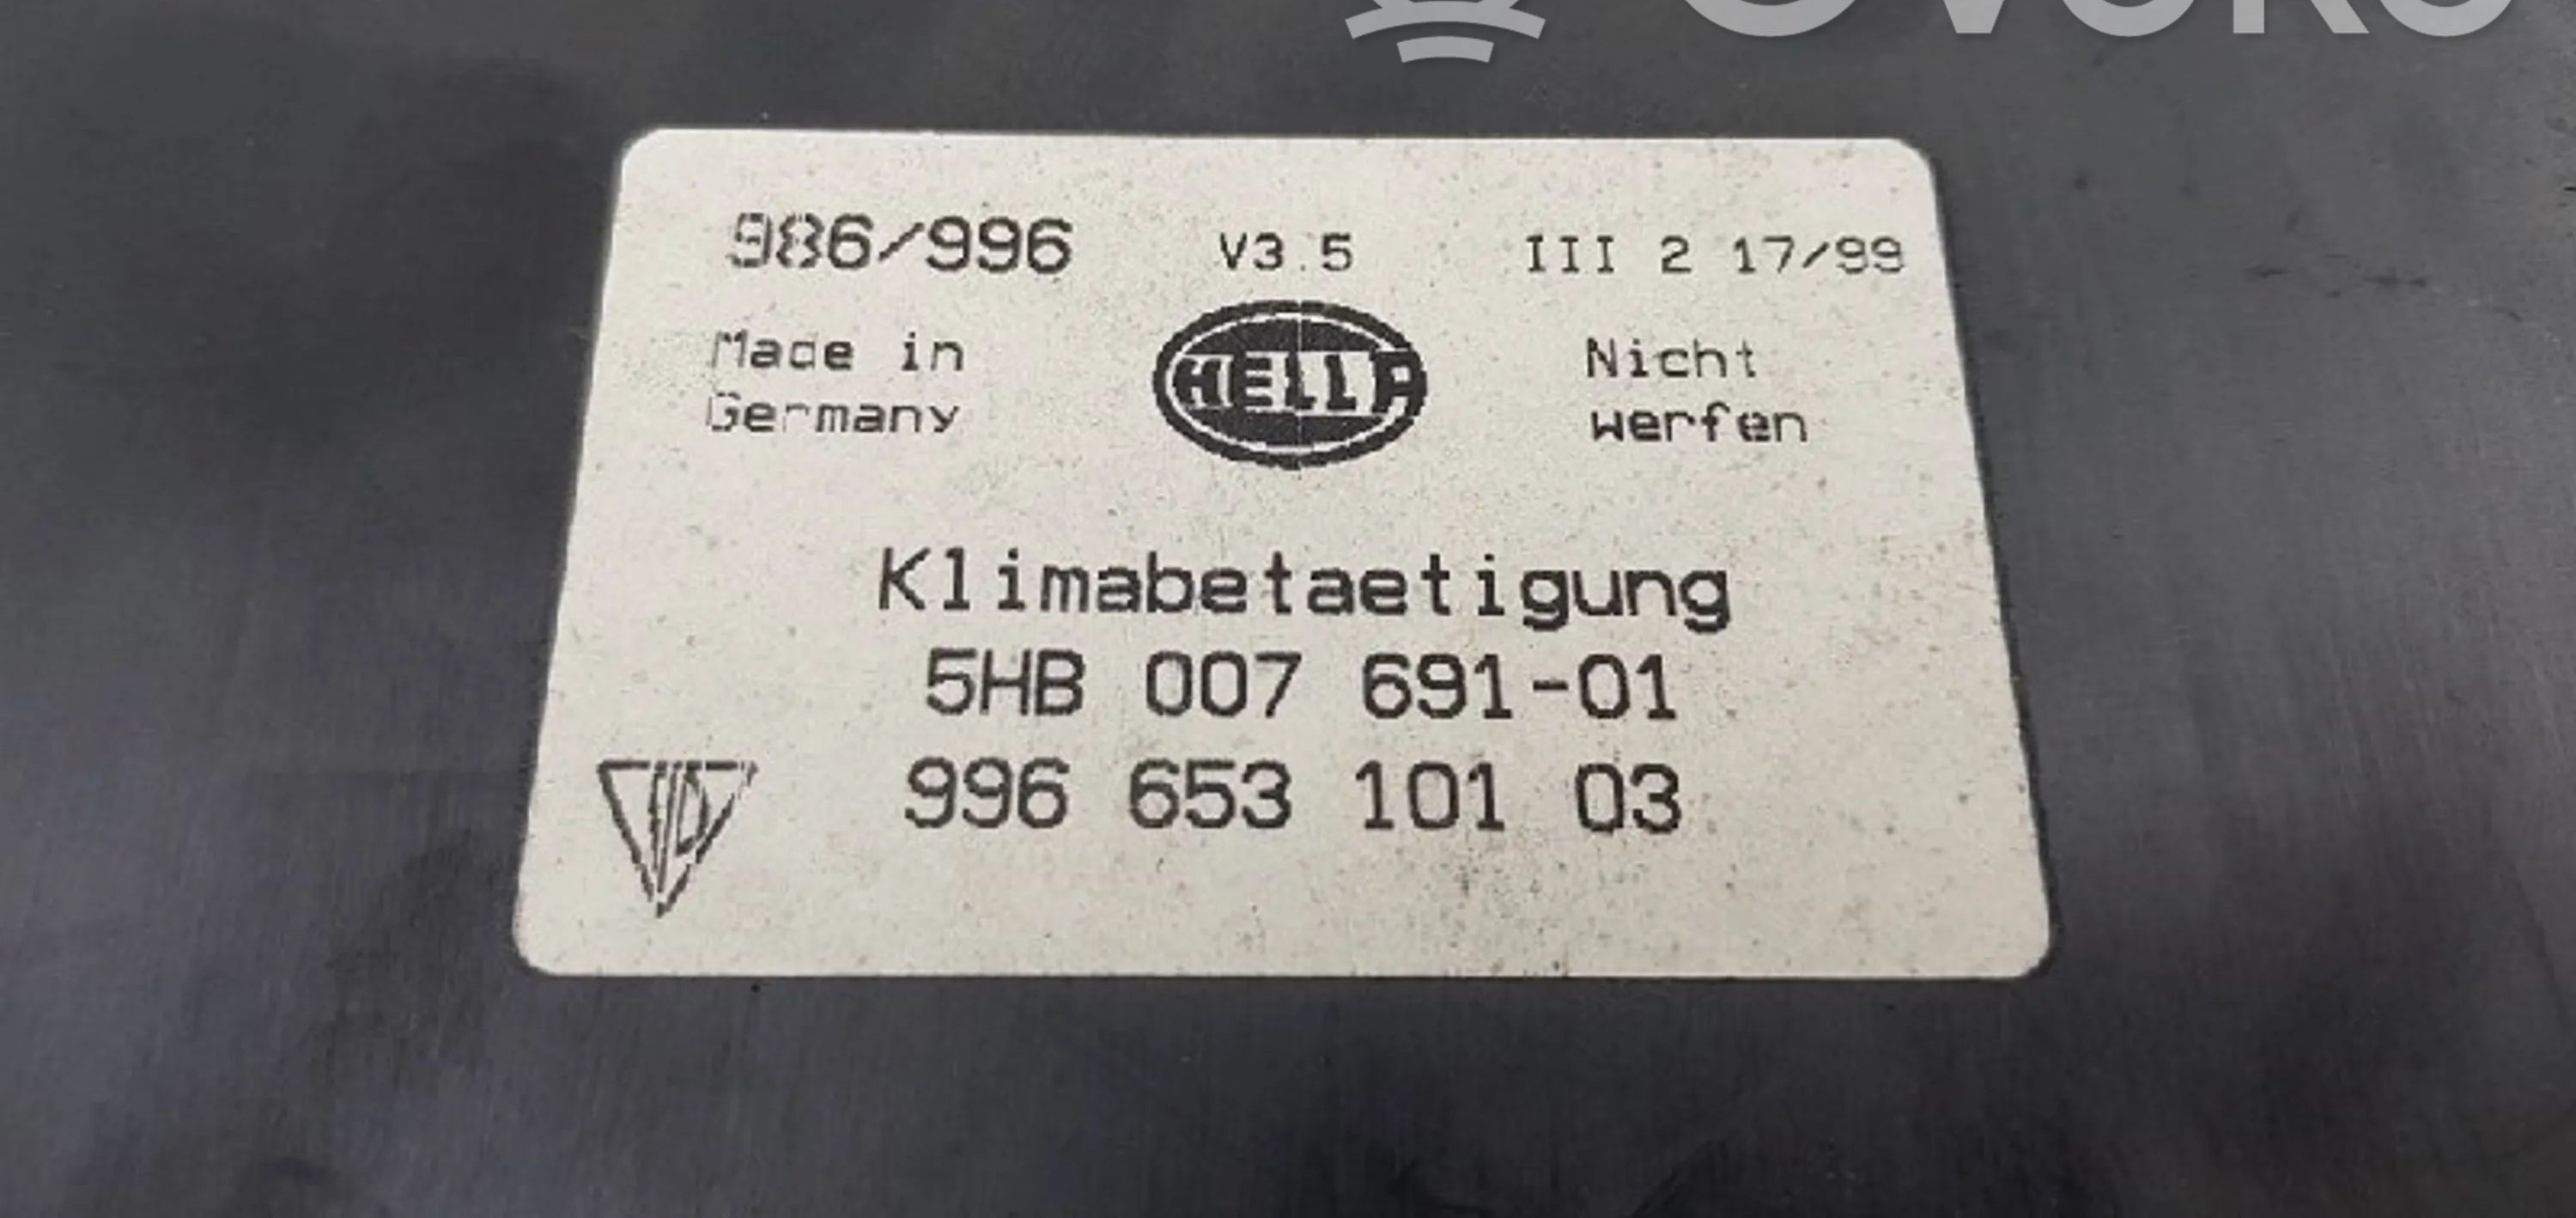 986/996 V3.5 III 2 17/99
Made in
Germany
HELLA
Nicht
werfen
Klimabetaetigung
5HB 007 691-01
996 653 101 03